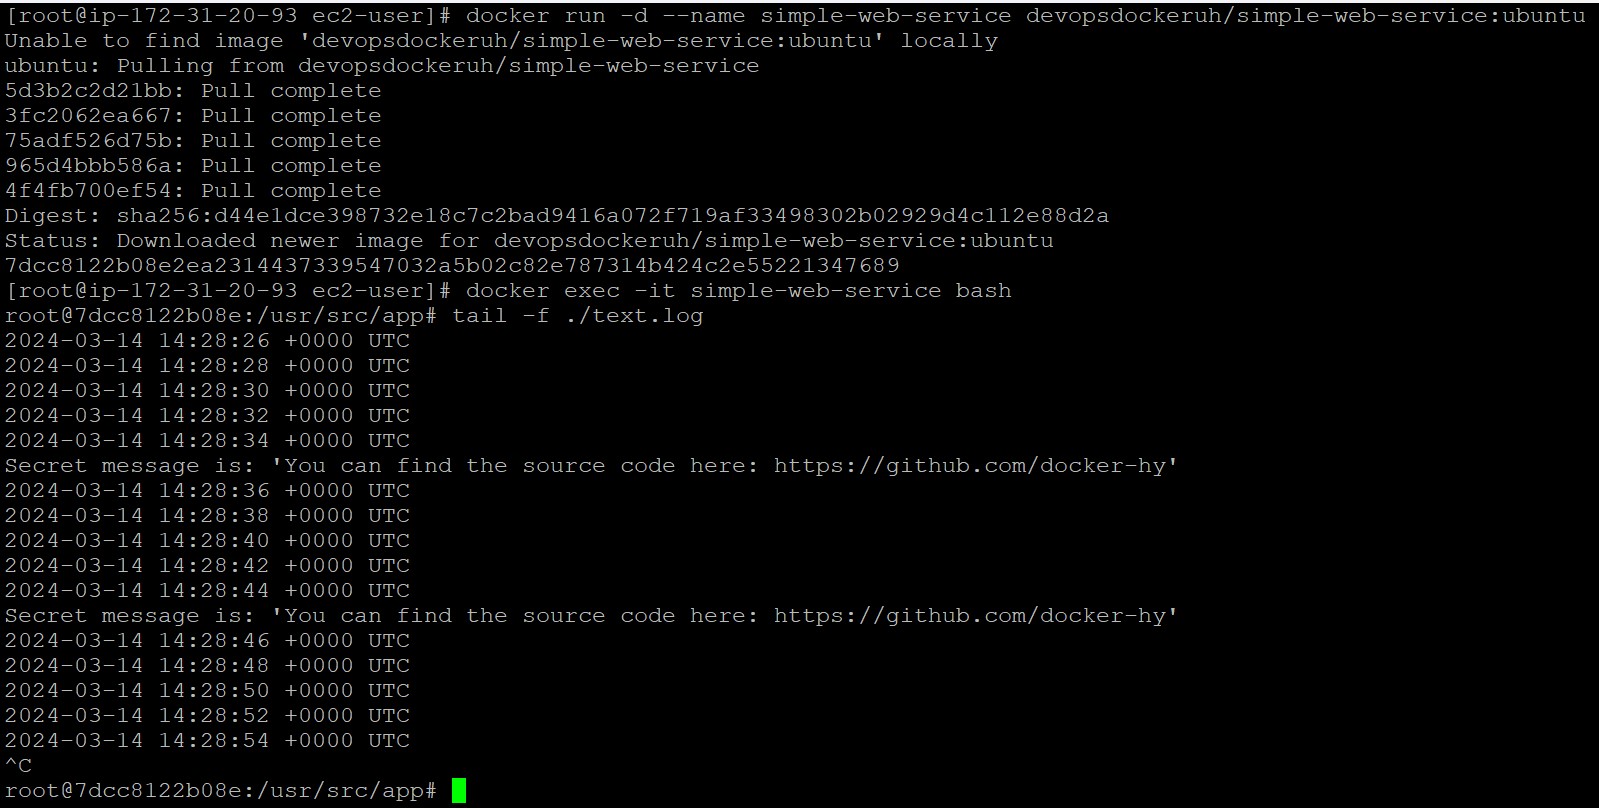 [root@ip-172-31-20-93 ec2-user]# docker run -d --name simple-web-service devopsdockeruh/simple-web-service:ubuntu
Unable to find image 'devopsdockeruh/simple-web-service:ubuntu' locally
ubuntu: Pulling from devopsdockeruh/simple-web-service
5d3b2c2d21bb: Pull complete
3fc2062ea667: Pull complete
75adf526d75b: Pull complete
965d4bbb586a: Pull complete
4f4fb700ef54: Pull complete
Digest: sha256:d44e1dce398732e18c7c2bad9416a072f719af33498302b02929d4c112e88d2a
Status: Downloaded newer image for devopsdockeruh/simple-web-service:ubuntu
7dcc8122b08e2ea2314437339547032a5b02c82e787314b424c2e55221347689
[root@ip-172-31-20-93 ec2-user]# docker exec -it simple-web-service bash
root@7dcc8122b08e:/usr/src/app# tail -f ./text.log
2024-03-14 14:28:26 +0000 UTC
2024-03-14 14:28:28 +0000 UTC
2024-03-14 14:28:30 +0000 UTC
2024-03-14 14:28:32 +0000 UTC
2024-03-14 14:28:34 +0000 UTC
Secret message is: 'You can find the source code here: https://github.com/docker-hy'
2024-03-14 14:28:36 +0000 UTC
2024-03-14 14:28:38 +0000 UTC
2024-03-14 14:28:40 +0000 UTC
2024-03-14 14:28:42 +0000 UTC
2024-03-14 14:28:44 +0000 UTC
Secret message is: 'You can find the source code here: https://github.com/docker-hy'
2024-03-14 14:28:46 +0000 UTC
2024-03-14 14:28:48 +0000 UTC
2024-03-14 14:28:50 +0000 UTC
2024-03-14 14:28:52 +0000 UTC
2024-03-14 14:28:54 +0000 UTC
^C
root@7dcc8122b08e:/usr/src/app#